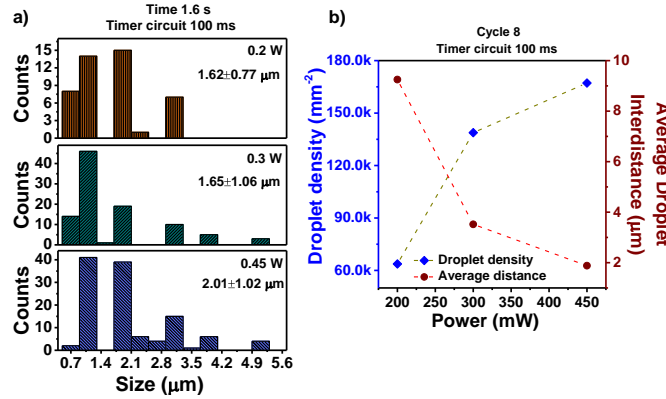 a)
Time 1.6 s
Timer circuit 100 ms
15
12
9
6
3
0
Counts
0.2 W
1.62±0.77 µm
40
30
20
10
0
Counts
0.3 W
1.65±1.06 µm
40
30
20
10
0
Counts
0.45 W
2.01±1.02 µm
0.7 1.4 2.1 2.8 3.5 4.2 4.9 5.6
Size (µm)
b)
Cycle 8
Timer circuit 100 ms
180.0k
150.0k
120.0k
90.0k
60.0k
Droplet density (mm⁻²)
10
8
6
4
2
Average Droplet
Interdistance (µm)
Droplet density
Average distance
200 250 300 350 400 450
Power (mW)